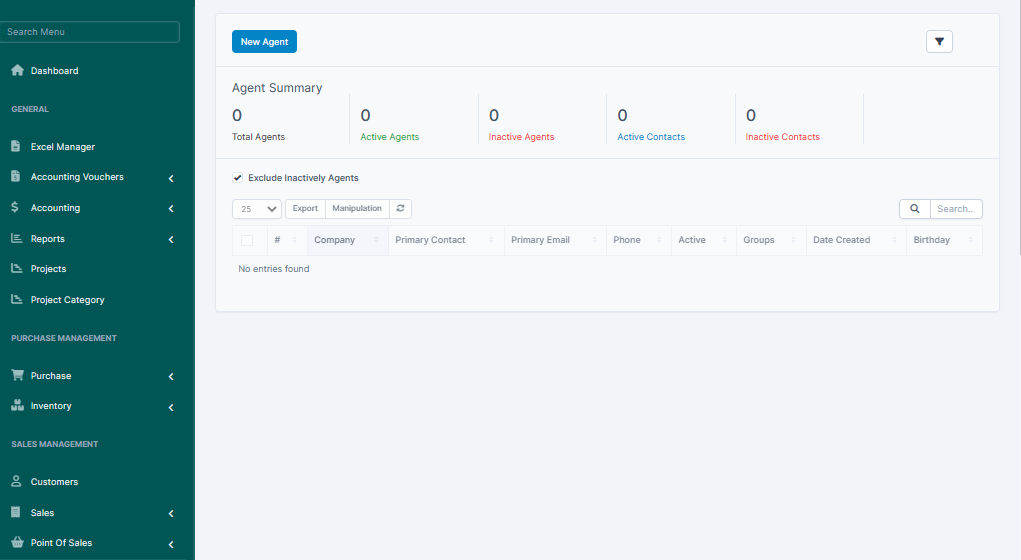 Search Menu
Dashboard
GENERAL
Excel Manager
Accounting Vouchers
Accounting
Reports
Projects
Project Category
PURCHASE MANAGEMENT
Purchase
Inventory
SALES MANAGEMENT
Customers
Sales
Point Of Sales
New Agent
Agent Summary
0 0 0 0 0
Total Agents Active Agents Inactive Agents Active Contacts Inactive Contacts
Exclude Inactively Agents
25 Export Manipulation Search..
# Company Primary Contact Primary Email Phone Active Groups Date Created Birthday
No entries found